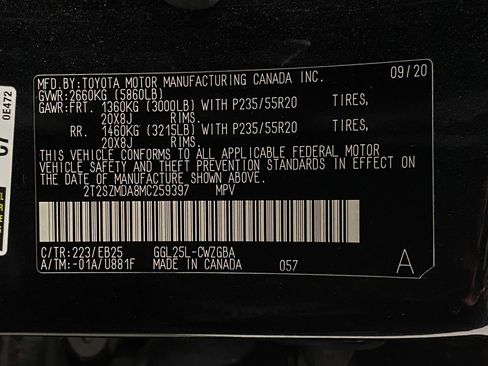 MFD.BY:TOYOTA MOTOR MANUFACTURING CANADA INC. 09/20
GVWR:2660KG (5860LB)
GAWR:FRT. 1360KG (3000LB) WITH P235/55R20 TIRES,
20X8J RIMS.
RR. 1460KG (3215LB) WITH P235/55R20 TIRES,
20X8J RIMS.
THIS VEHICLE CONFORMS TO ALL APPLICABLE FEDERAL MOTOR
VEHICLE SAFETY AND THEFT PREVENTION STANDARDS IN EFFECT ON
THE DATE OF MANUFACTURE SHOWN ABOVE.
2T2SZMDA8MC259397 MPV
C/TR:223/EB25 GGL25L-CWZGBA
A/TM:-01A/U881F MADE IN CANADA 057 A
0E472